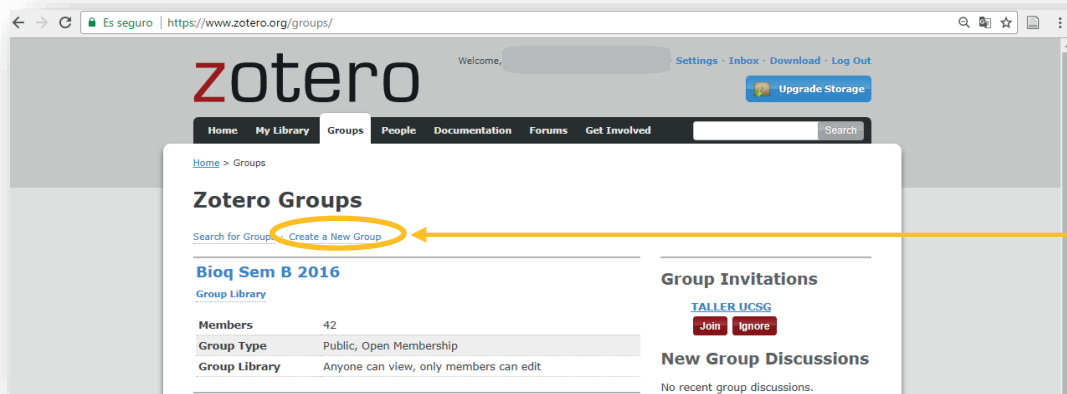 Es seguro | https://www.zotero.org/groups/
zotero
Welcome, · Settings · Inbox · Download · Log Out
Upgrade Storage
Home My Library Groups People Documentation Forums Get Involved Search
Home > Groups
Zotero Groups
Search for Groups · Create a New Group
Bioq Sem B 2016
Group Library
Members 42
Group Type Public, Open Membership
Group Library Anyone can view, only members can edit
Group Invitations
TALLER UCSG
Join Ignore
New Group Discussions
No recent group discussions.